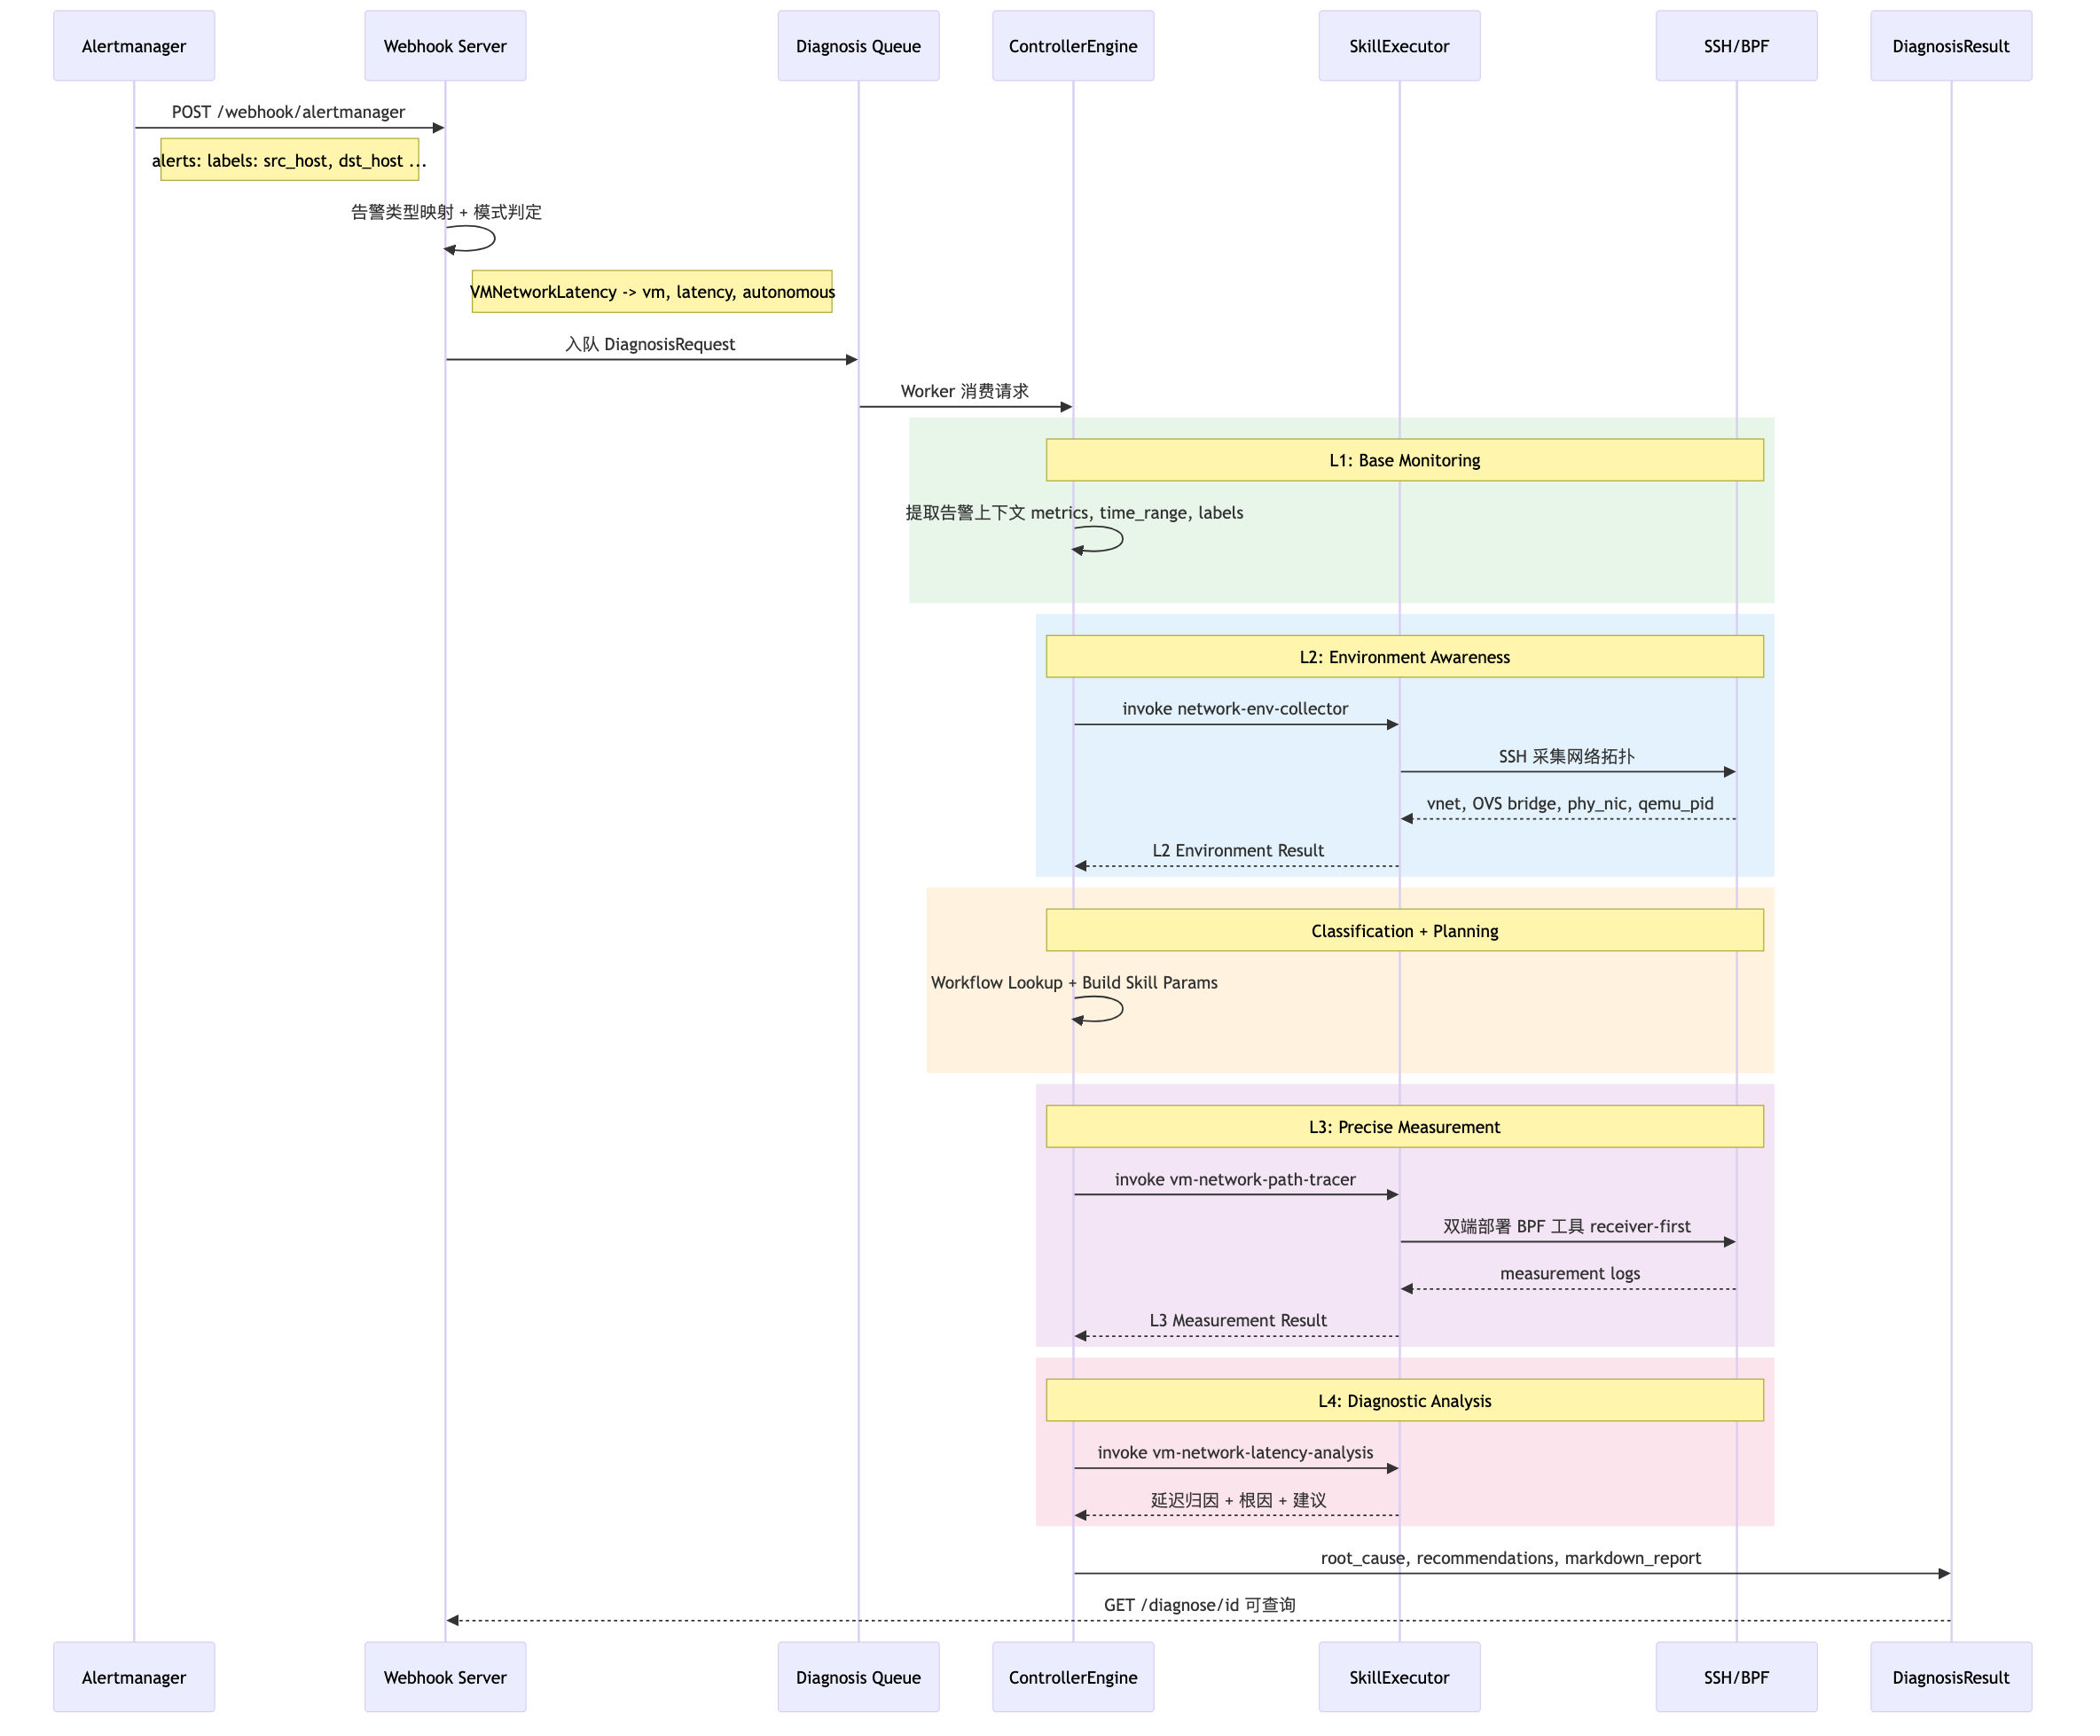 Alertmanager
Webhook Server
Diagnosis Queue
ControllerEngine
SkillExecutor
SSH/BPF
DiagnosisResult
POST /webhook/alertmanager
alerts: labels: src_host, dst_host ...
告警类型映射 + 模式判定
VMNetworkLatency -> vm, latency, autonomous
入队 DiagnosisRequest
Worker 消费请求
L1: Base Monitoring
提取告警上下文 metrics, time_range, labels
L2: Environment Awareness
invoke network-env-collector
SSH 采集网络拓扑
vnet, OVS bridge, phy_nic, qemu_pid
L2 Environment Result
Classification + Planning
Workflow Lookup + Build Skill Params
L3: Precise Measurement
invoke vm-network-path-tracer
双端部署 BPF 工具 receiver-first
measurement logs
L3 Measurement Result
L4: Diagnostic Analysis
invoke vm-network-latency-analysis
延迟归因 + 根因 + 建议
root_cause, recommendations, markdown_report
GET /diagnose/id 可查询
Alertmanager
Webhook Server
Diagnosis Queue
ControllerEngine
SkillExecutor
SSH/BPF
DiagnosisResult